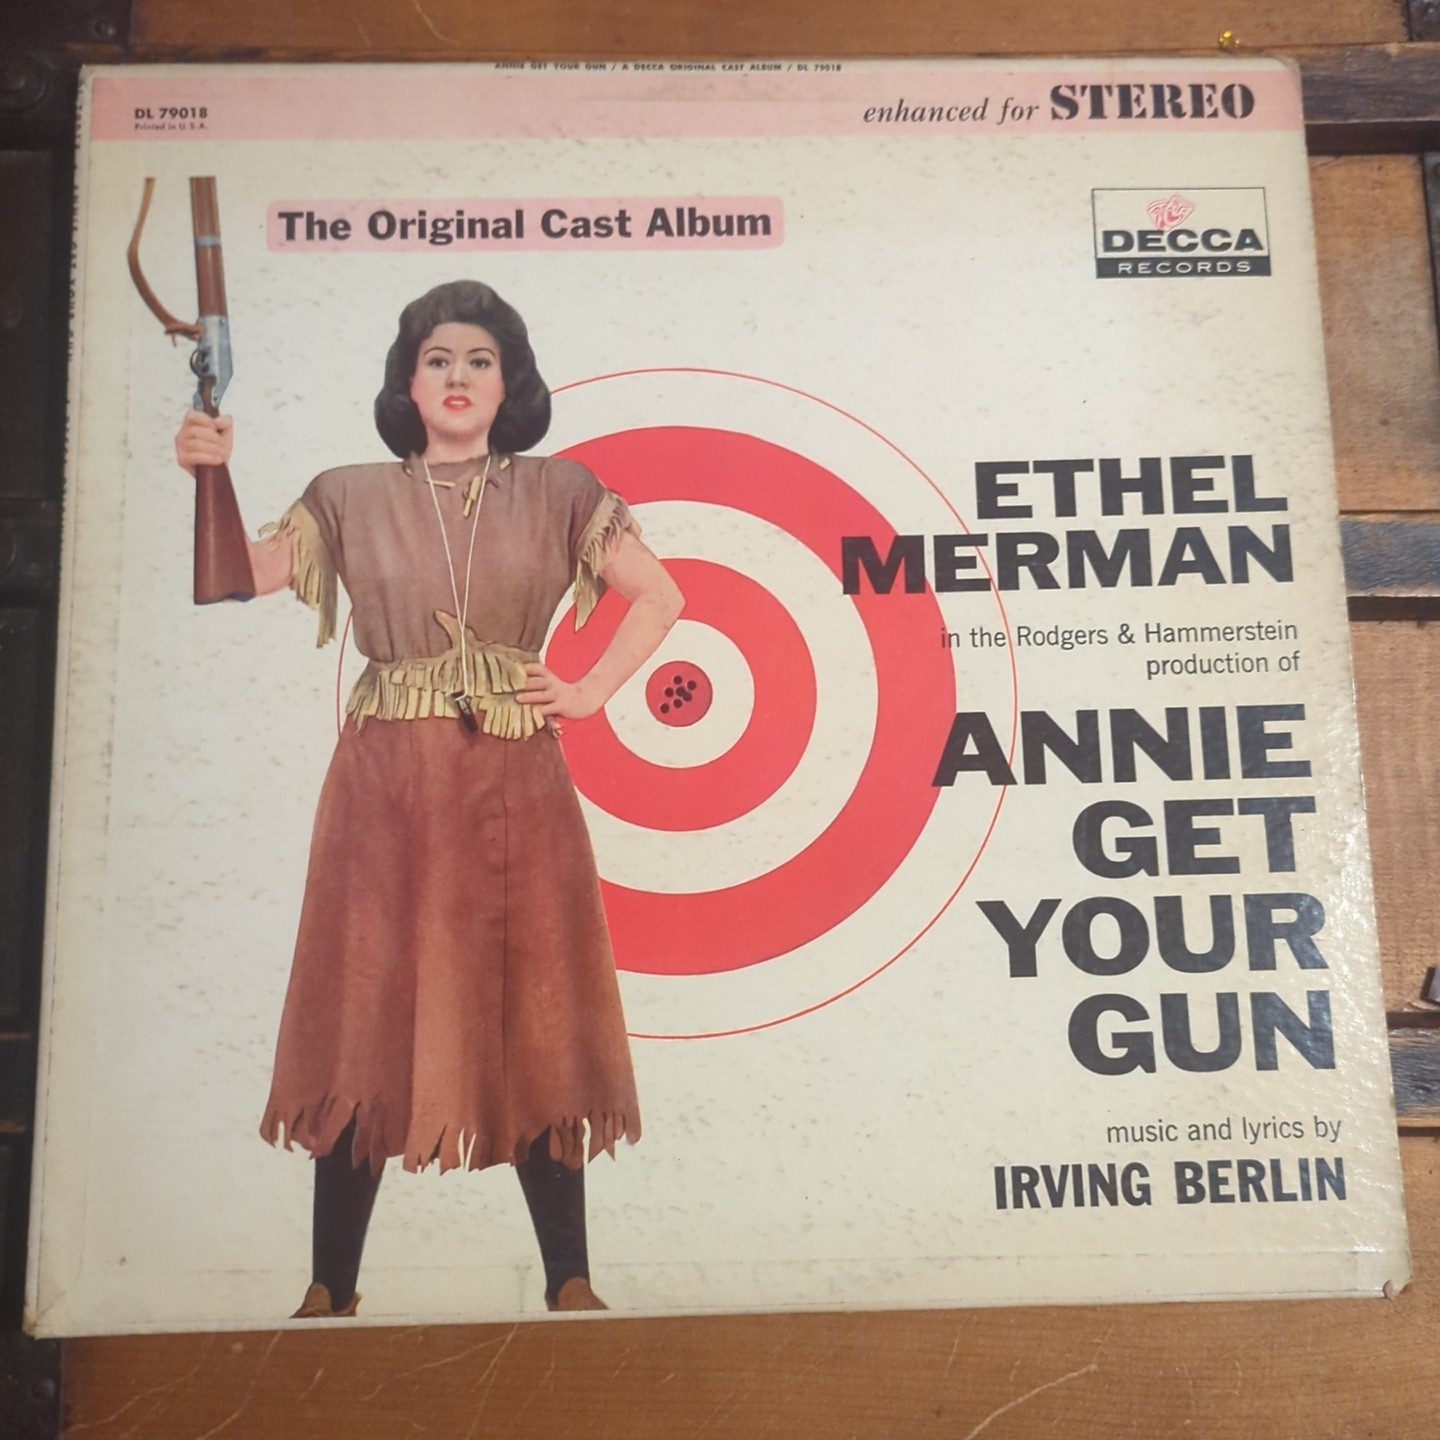 ANNIE GET YOUR GUN / A DECCA ORIGINAL CAST ALBUM / DL 79018
DL 79018
Printed in U.S.A.
enhanced for STEREO
The Original Cast Album
DECCA
RECORDS
ETHEL
MERMAN
in the Rodgers & Hammerstein
production of
ANNIE
GET
YOUR
GUN
music and lyrics by
IRVING BERLIN